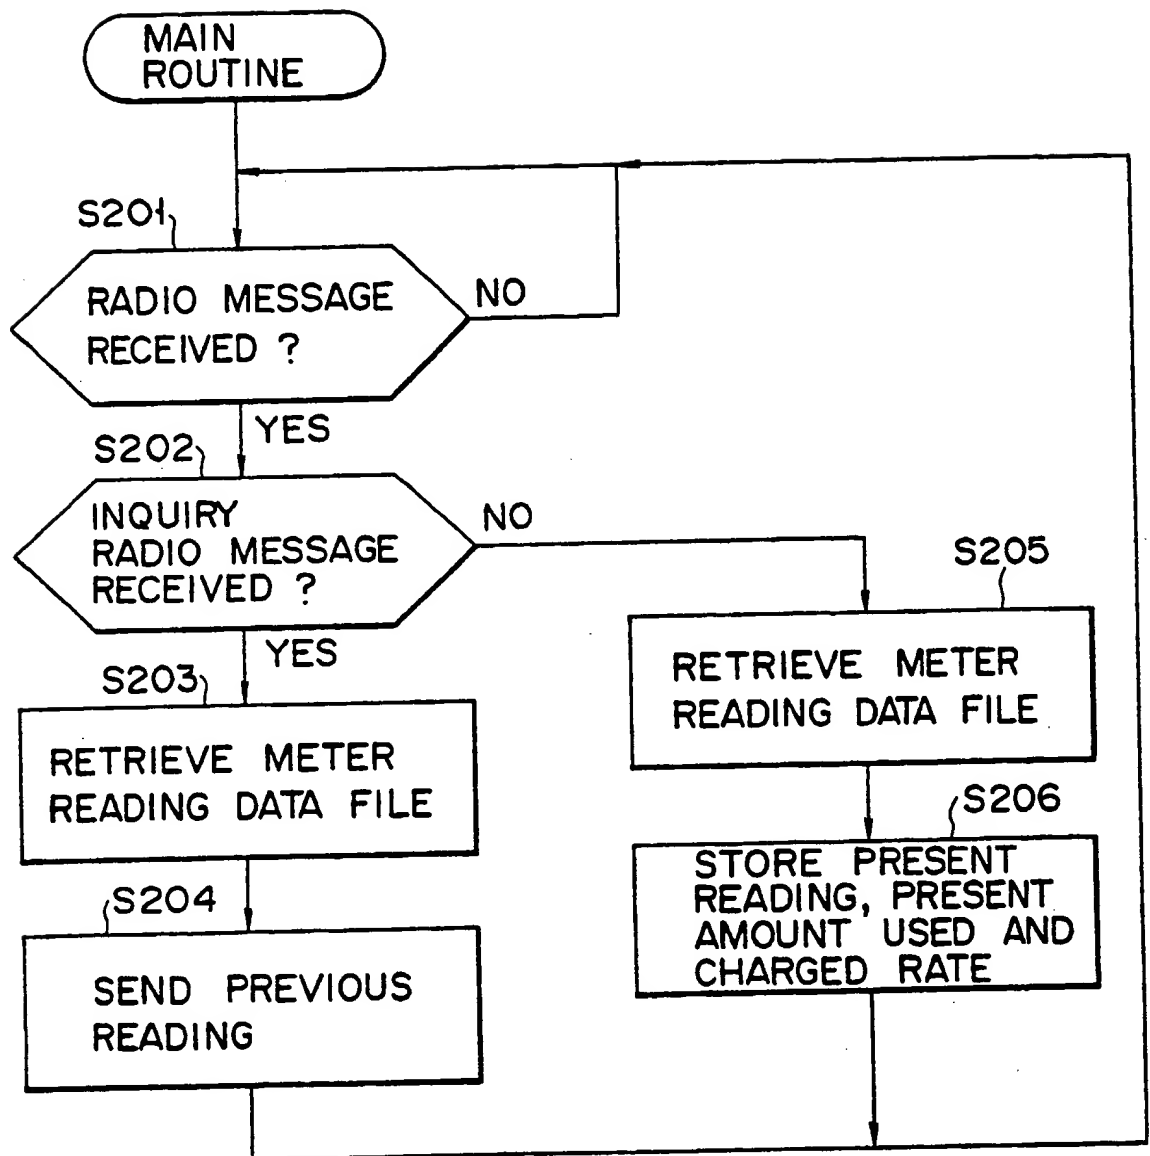 MAIN
ROUTINE
S201
RADIO MESSAGE
RECEIVED ?
NO
YES
S202
INQUIRY
RADIO MESSAGE
RECEIVED ?
NO
YES
S203
RETRIEVE METER
READING DATA FILE
S204
SEND PREVIOUS
READING
S205
RETRIEVE METER
READING DATA FILE
S206
STORE PRESENT
READING, PRESENT
AMOUNT USED AND
CHARGED RATE